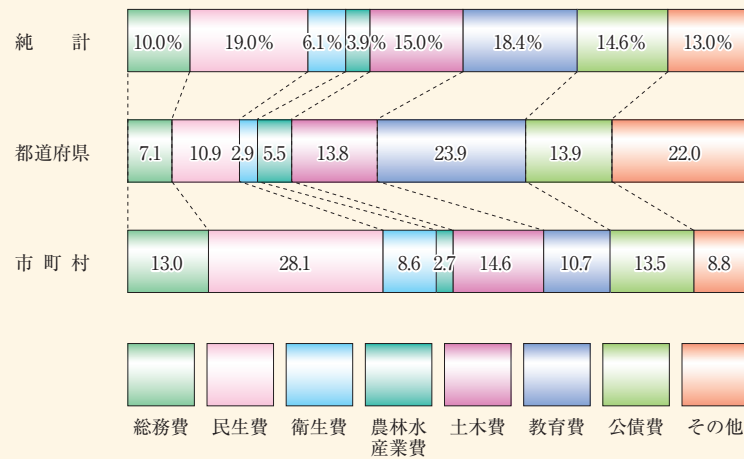 純 計 10.0% 19.0% 6.1% 3.9% 15.0% 18.4% 14.6% 13.0%
都道府県 7.1 10.9 2.9 5.5 13.8 23.9 13.9 22.0
市 町 村 13.0 28.1 8.6 2.7 14.6 10.7 13.5 8.8
総務費 民生費 衛生費 農林水産業費 土木費 教育費 公債費 その他